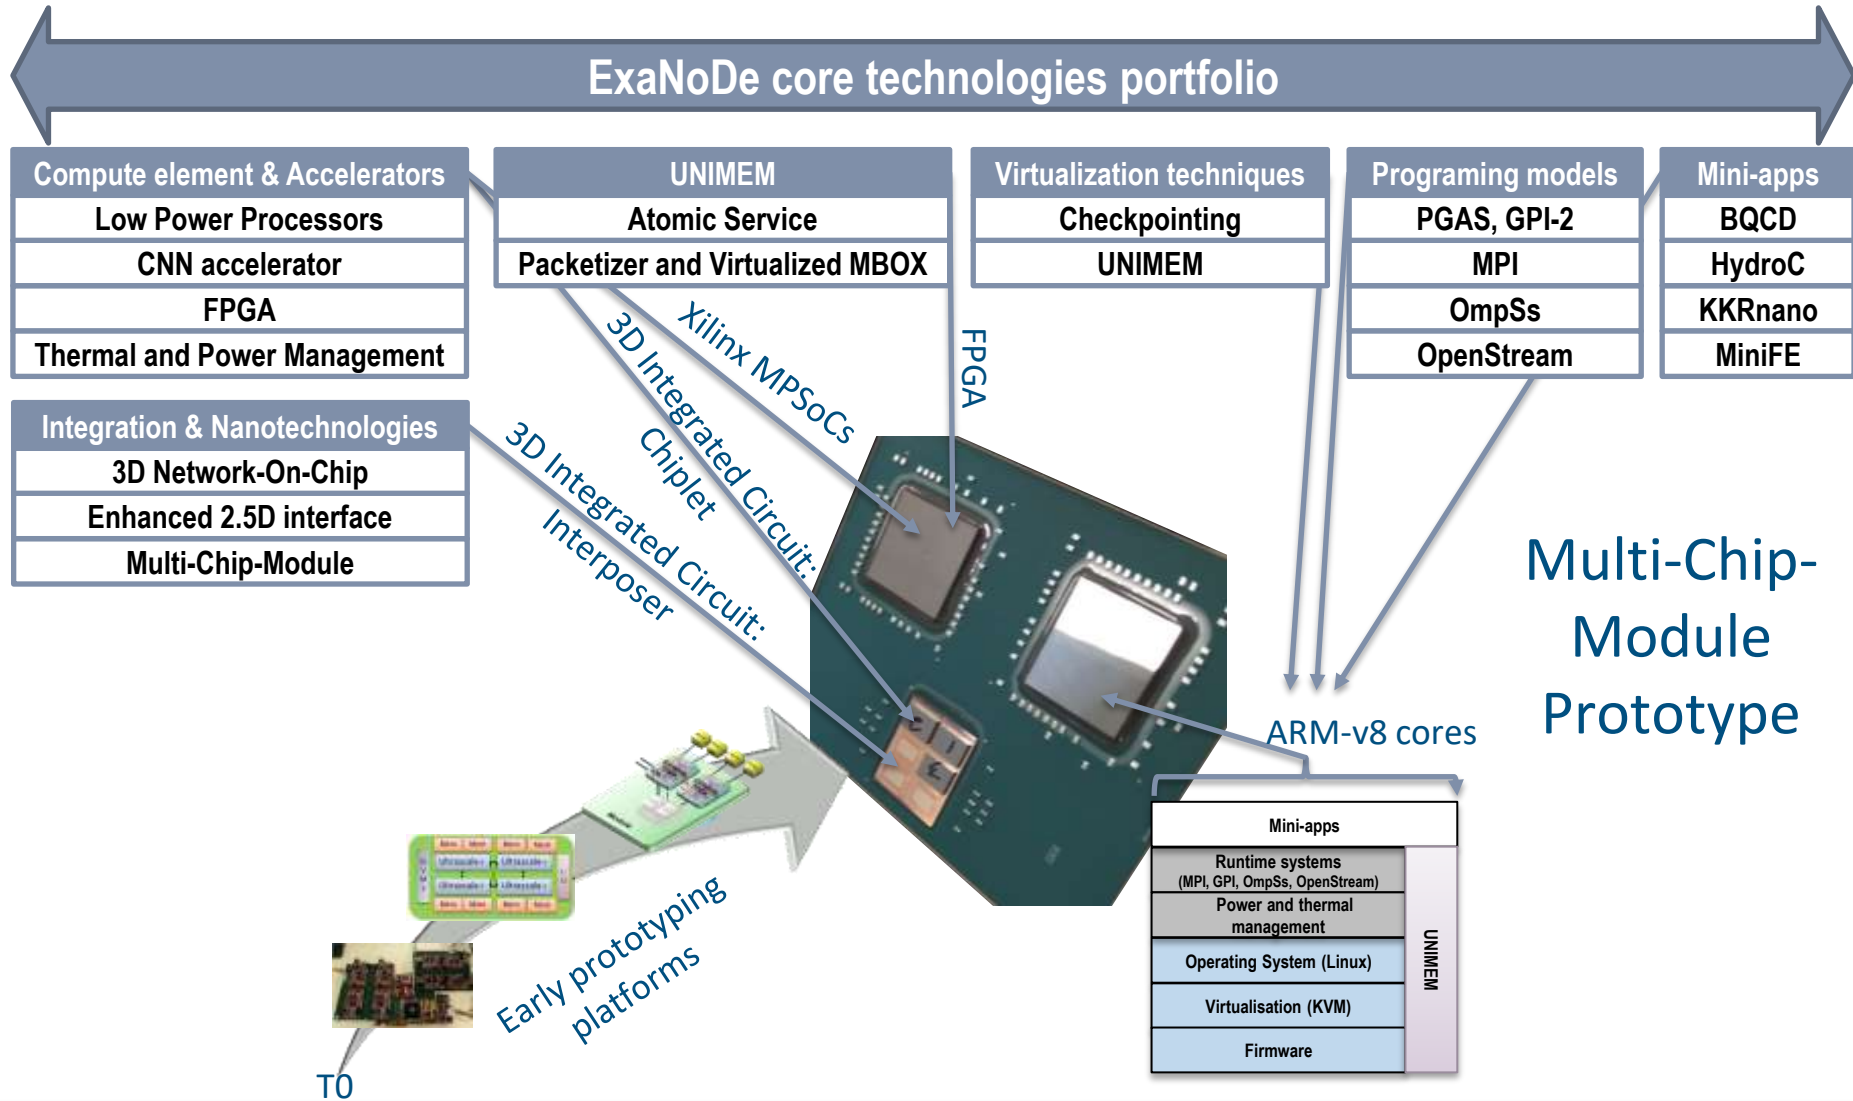 ExaNoDe core technologies portfolio
Compute element & Accelerators
Low Power Processors
CNN accelerator
FPGA
Thermal and Power Management
UNIMEM
Atomic Service
Packetizer and Virtualized MBOX
Virtualization techniques
Checkpointing
UNIMEM
Programing models
PGAS, GPI-2
MPI
OmpSs
OpenStream
Mini-apps
BQCD
HydroC
KKRnano
MiniFE
Integration & Nanotechnologies
3D Network-On-Chip
Enhanced 2.5D interface
Multi-Chip-Module
Xilinx MPSoCs
3D Integrated Circuit:
Chiplet
3D Integrated Circuit:
Interposer
FPGA
Multi-Chip-
Module
Prototype
ARM-v8 cores
Mini-apps
Runtime systems
(MPI, GPI, OmpSs, OpenStream)
Power and thermal
management
Operating System (Linux)
Virtualisation (KVM)
Firmware
UNIMEM
Early prototyping
platforms
T0